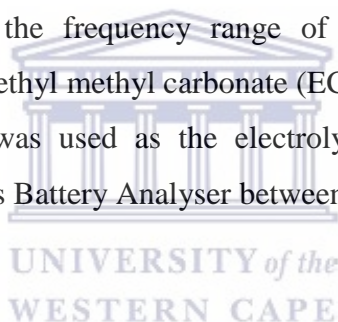 the frequency range of
ethyl methyl carbonate (EC
was used as the electroly
s Battery Analyser between
UNIVERSITY of the
WESTERN CAPE